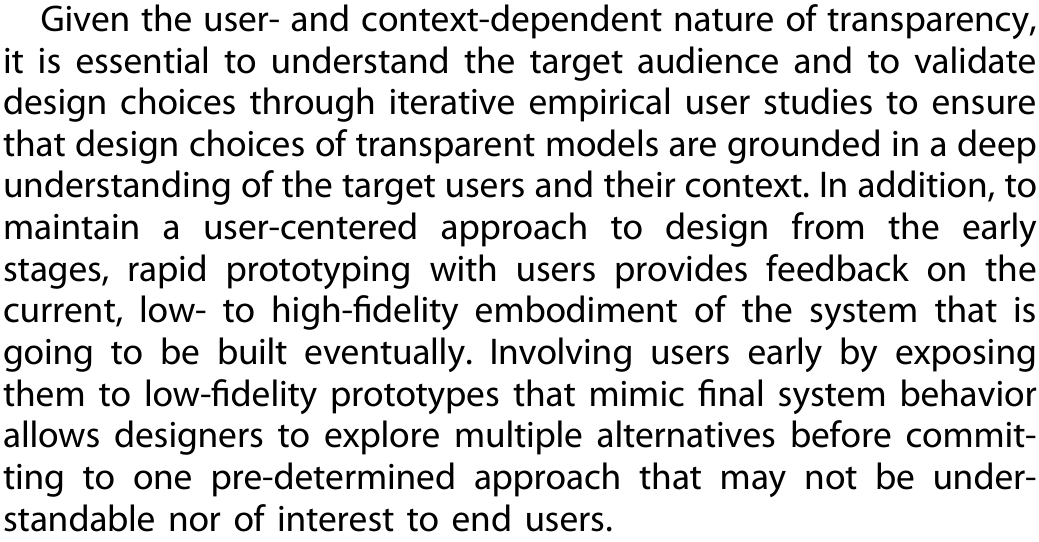 Given the user- and context-dependent nature of transparency,
it is essential to understand the target audience and to validate
design choices through iterative empirical user studies to ensure
that design choices of transparent models are grounded in a deep
understanding of the target users and their context. In addition, to
maintain a user-centered approach to design from the early
stages, rapid prototyping with users provides feedback on the
current, low- to high-fidelity embodiment of the system that is
going to be built eventually. Involving users early by exposing
them to low-fidelity prototypes that mimic final system behavior
allows designers to explore multiple alternatives before commit-
ting to one pre-determined approach that may not be under-
standable nor of interest to end users.